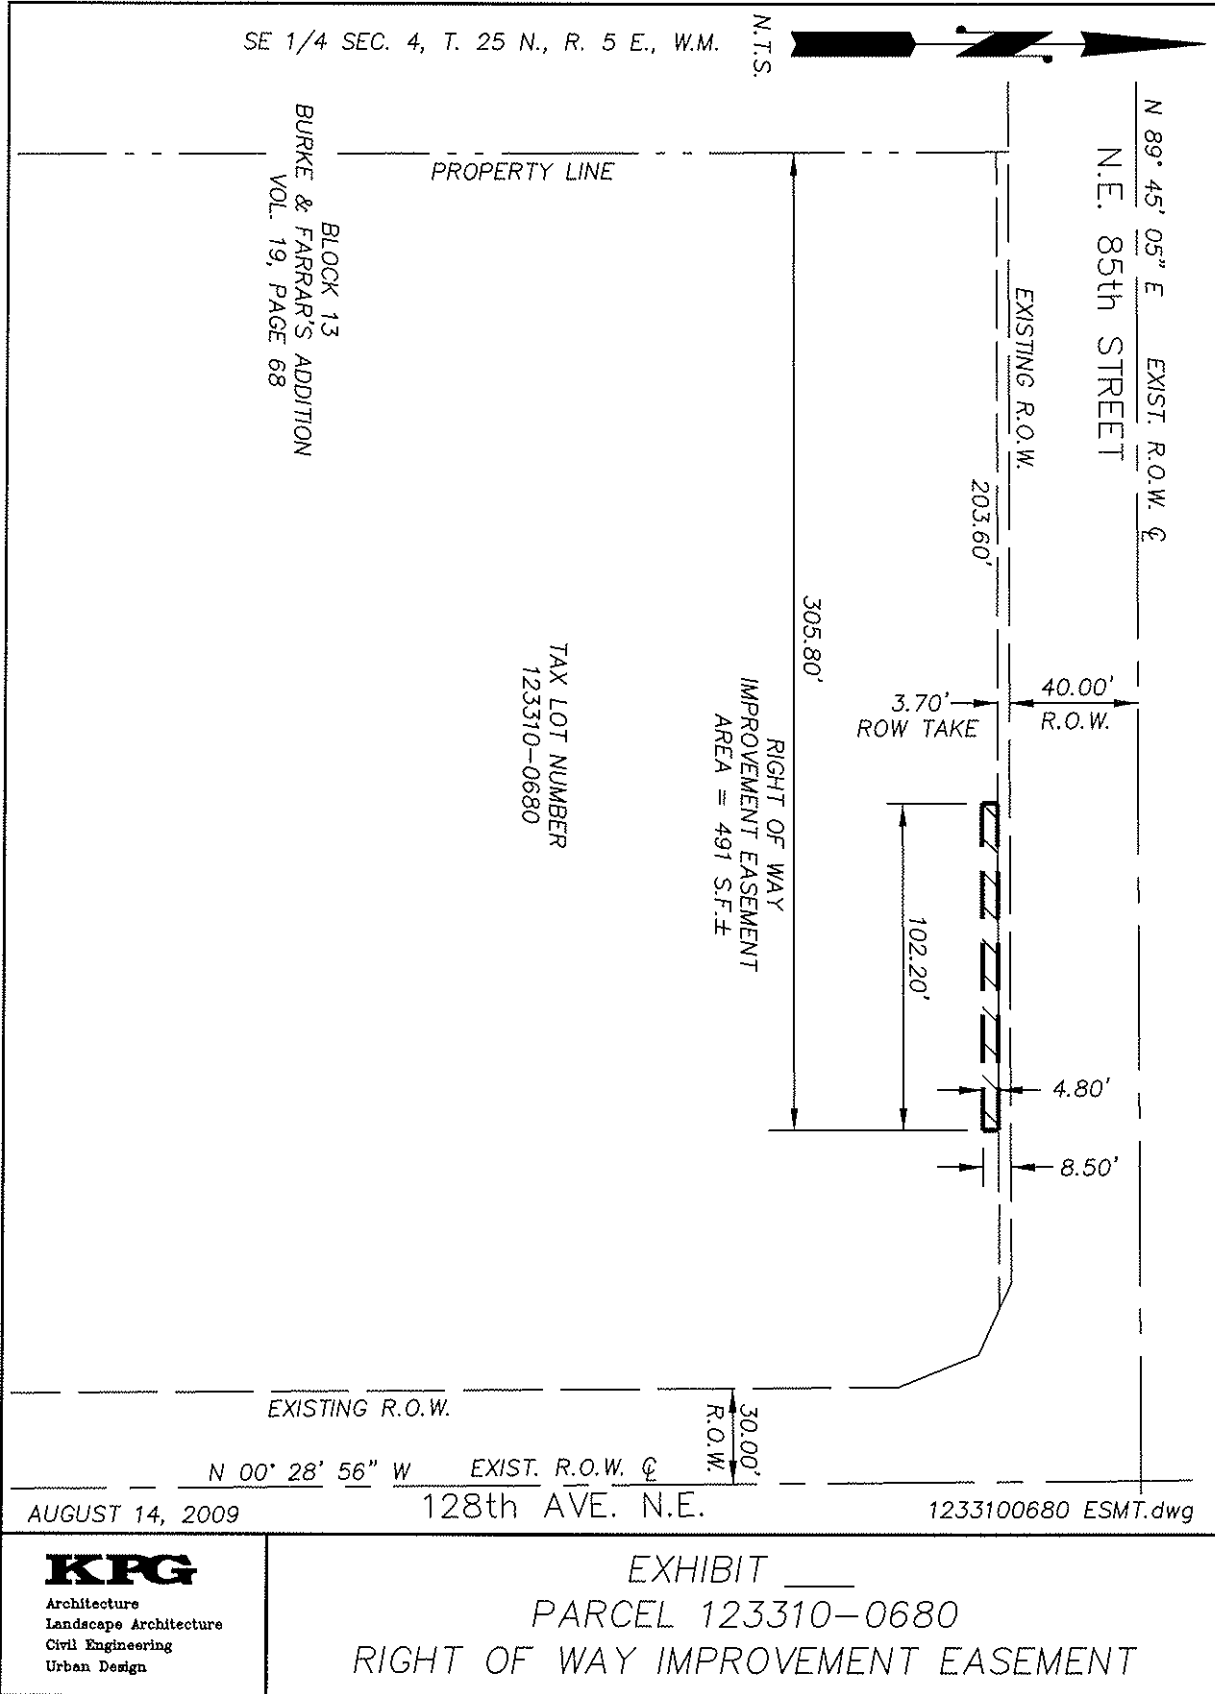 SE 1/4 SEC. 4, T. 25 N., R. 5 E., W.M.
N.T.S.
N 89° 45' 05" E EXIST. R.O.W. ℄
N.E. 85th STREET
PROPERTY LINE
BLOCK 13
BURKE & FARRAR'S ADDITION
VOL. 19, PAGE 68
EXISTING R.O.W.
203.60'
305.80'
TAX LOT NUMBER
123310-0680
3.70'
ROW TAKE
40.00'
R.O.W.
RIGHT OF WAY
IMPROVEMENT EASEMENT
AREA = 491 S.F.±
102.20'
4.80'
8.50'
EXISTING R.O.W.
30.00'
R.O.W.
N 00° 28' 56" W EXIST. R.O.W. ℄
128th AVE. N.E.
AUGUST 14, 2009
1233100680 ESMT.dwg
KPG
Architecture
Landscape Architecture
Civil Engineering
Urban Design
EXHIBIT ___
PARCEL 123310-0680
RIGHT OF WAY IMPROVEMENT EASEMENT